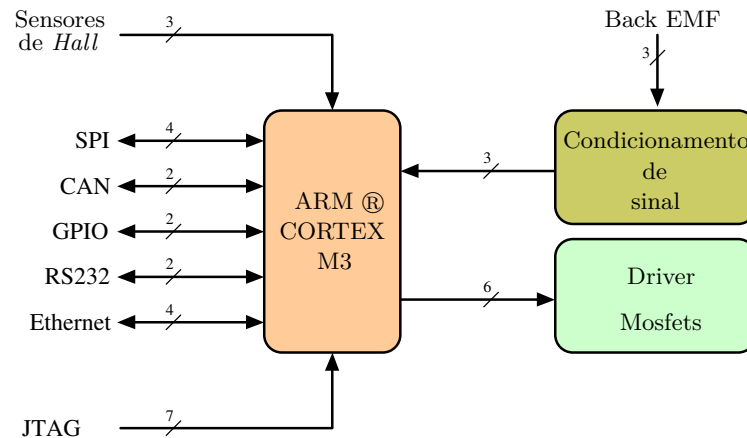 Sensores
de Hall
3
Back EMF
3
SPI
4
CAN
2
GPIO
2
RS232
2
Ethernet
4
JTAG
7
ARM ®
CORTEX
M3
3
Condicionamento
de
sinal
6
Driver
Mosfets